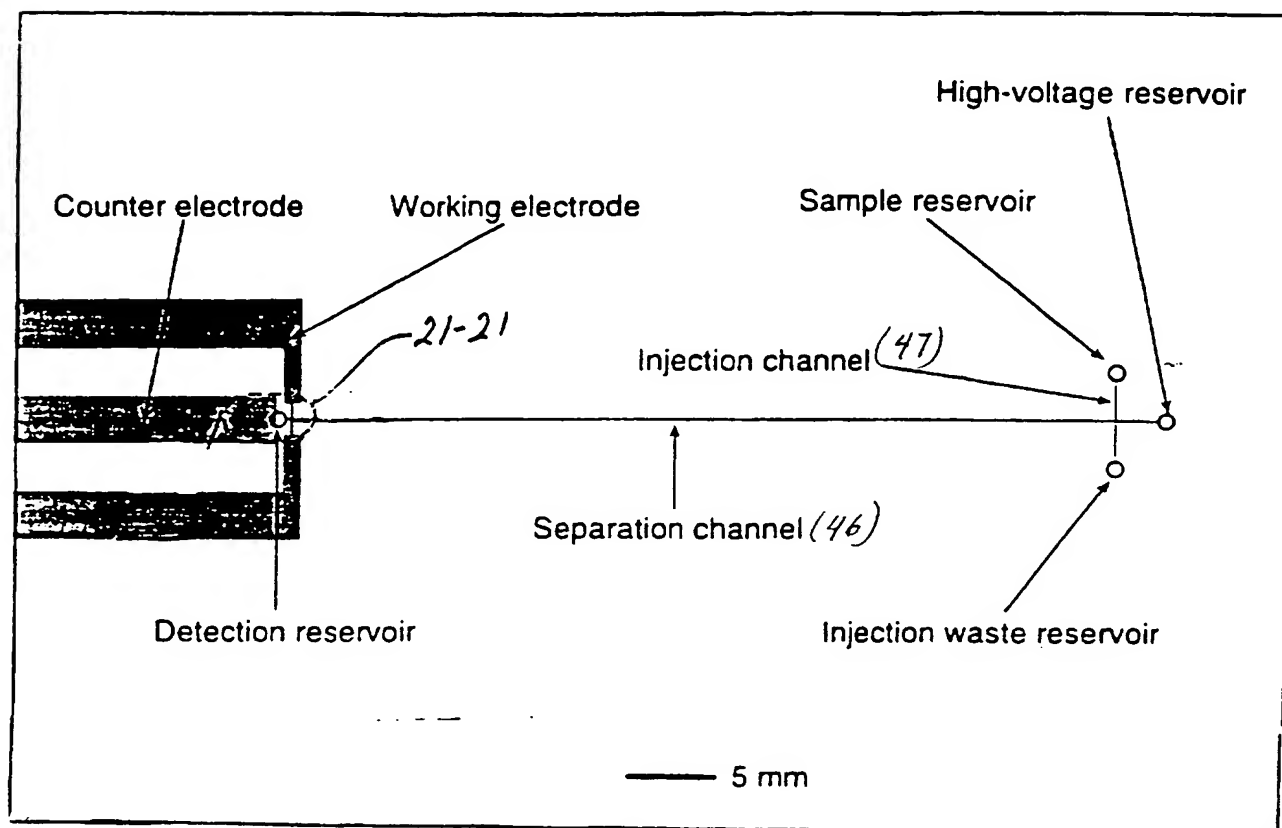 High-voltage reservoir
Counter electrode
Working electrode
Sample reservoir
21-21
Injection channel (47)
Separation channel (46)
Detection reservoir
Injection waste reservoir
5 mm